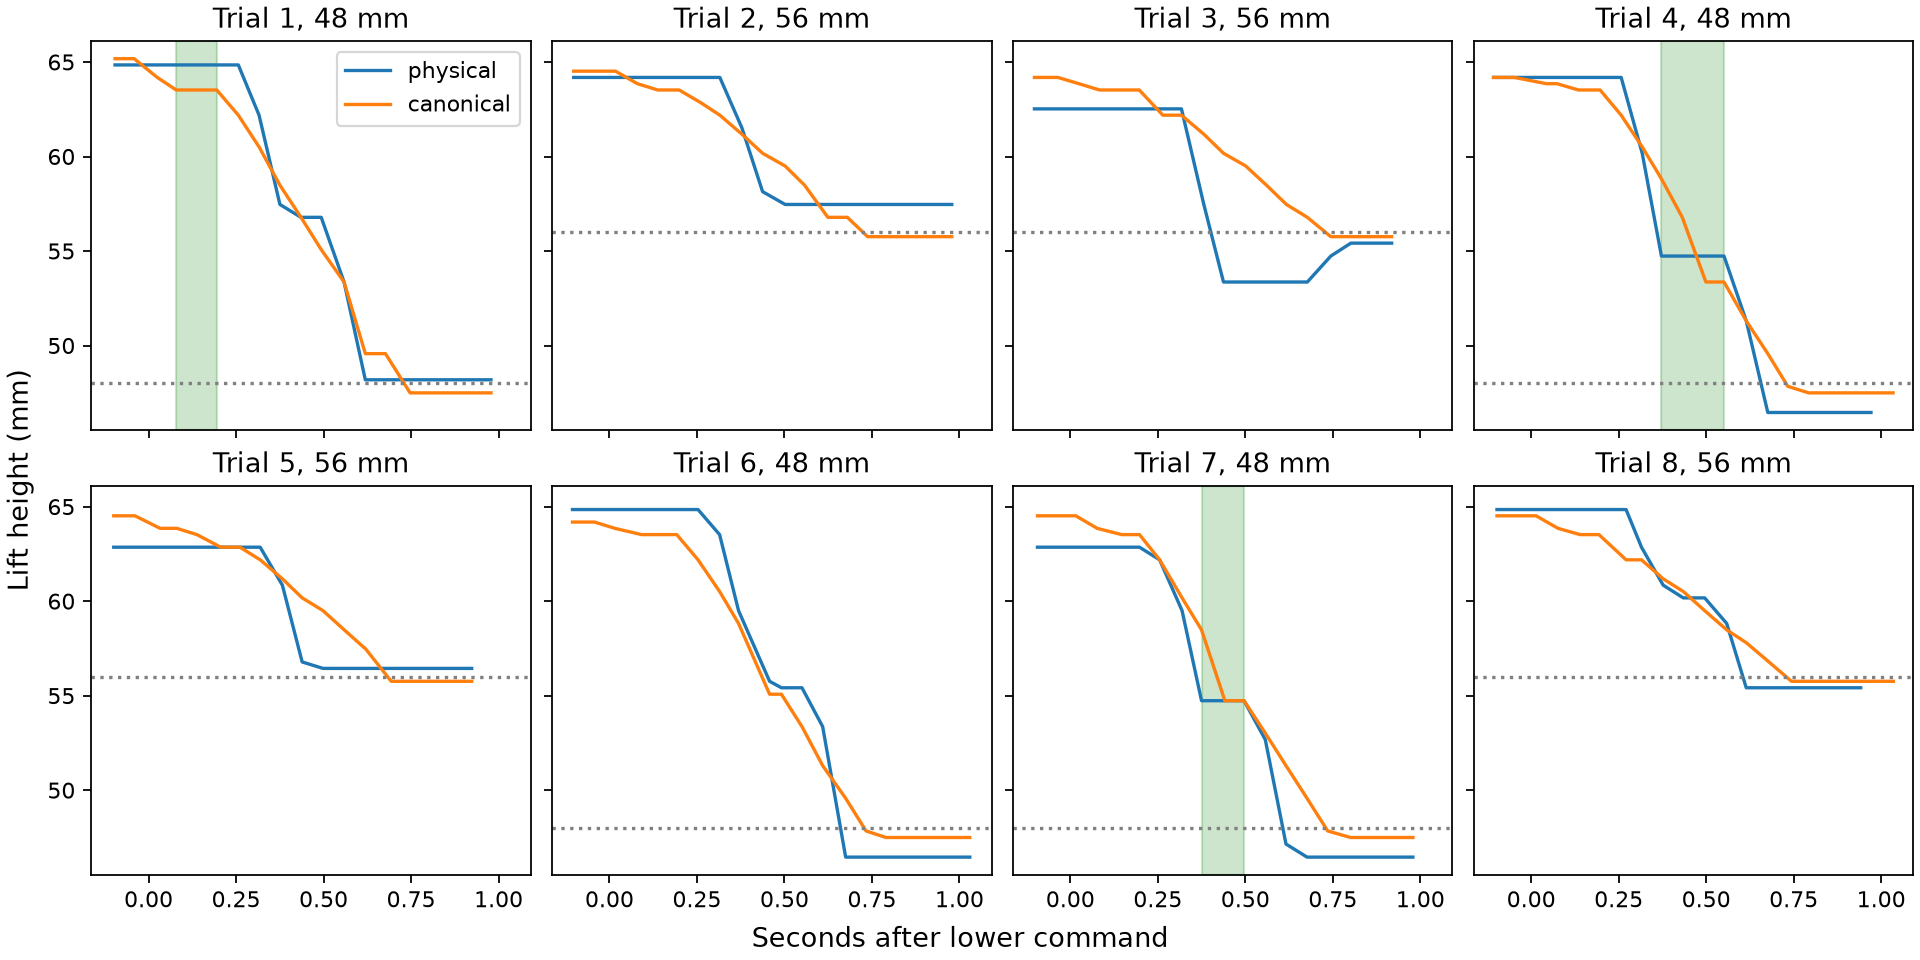 Trial 1, 48 mm
Trial 2, 56 mm
Trial 3, 56 mm
Trial 4, 48 mm
physical
canonical
65
60
55
50
Trial 5, 56 mm
Trial 6, 48 mm
Trial 7, 48 mm
Trial 8, 56 mm
65
60
55
50
Lift height (mm)
0.00 0.25 0.50 0.75 1.00
0.00 0.25 0.50 0.75 1.00
0.00 0.25 0.50 0.75 1.00
0.00 0.25 0.50 0.75 1.00
Seconds after lower command